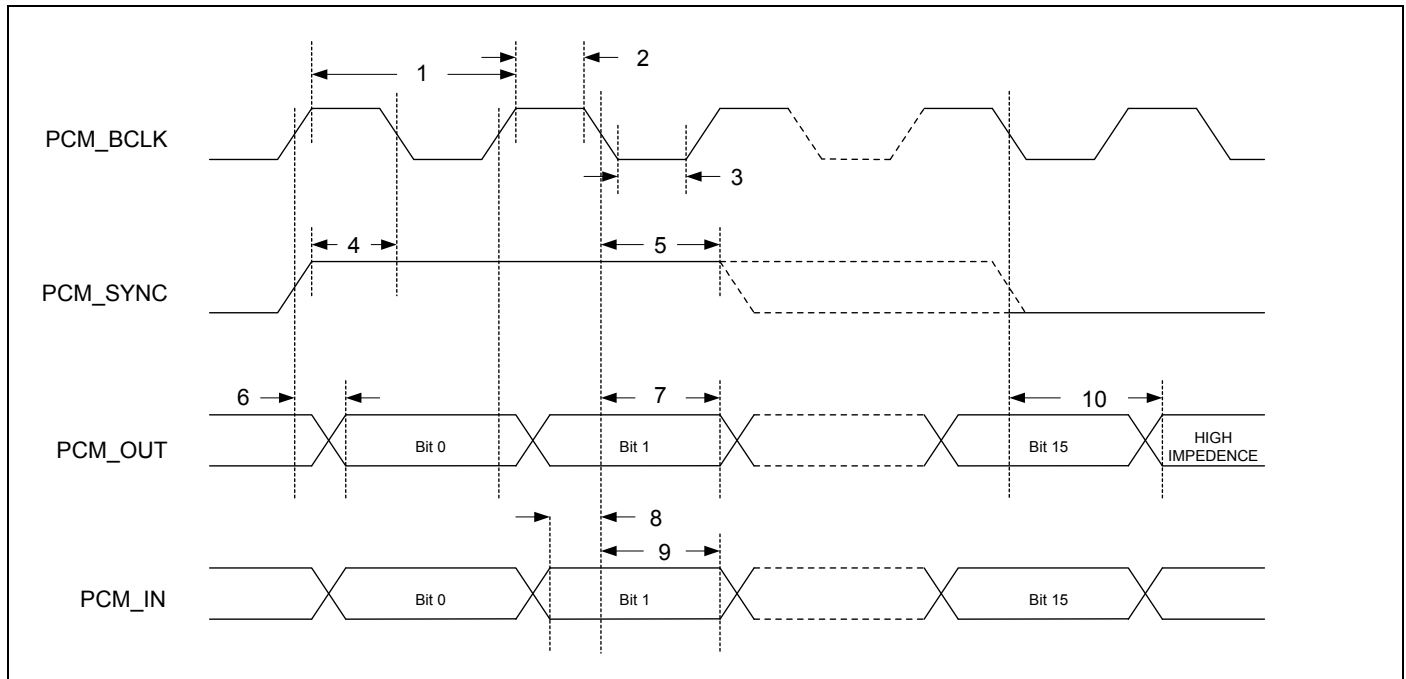 1
2
PCM_BCLK
3
4
5
PCM_SYNC
6
7
10
PCM_OUT
Bit 0
Bit 1
Bit 15
HIGH
IMPEDENCE
8
9
PCM_IN
Bit 0
Bit 1
Bit 15